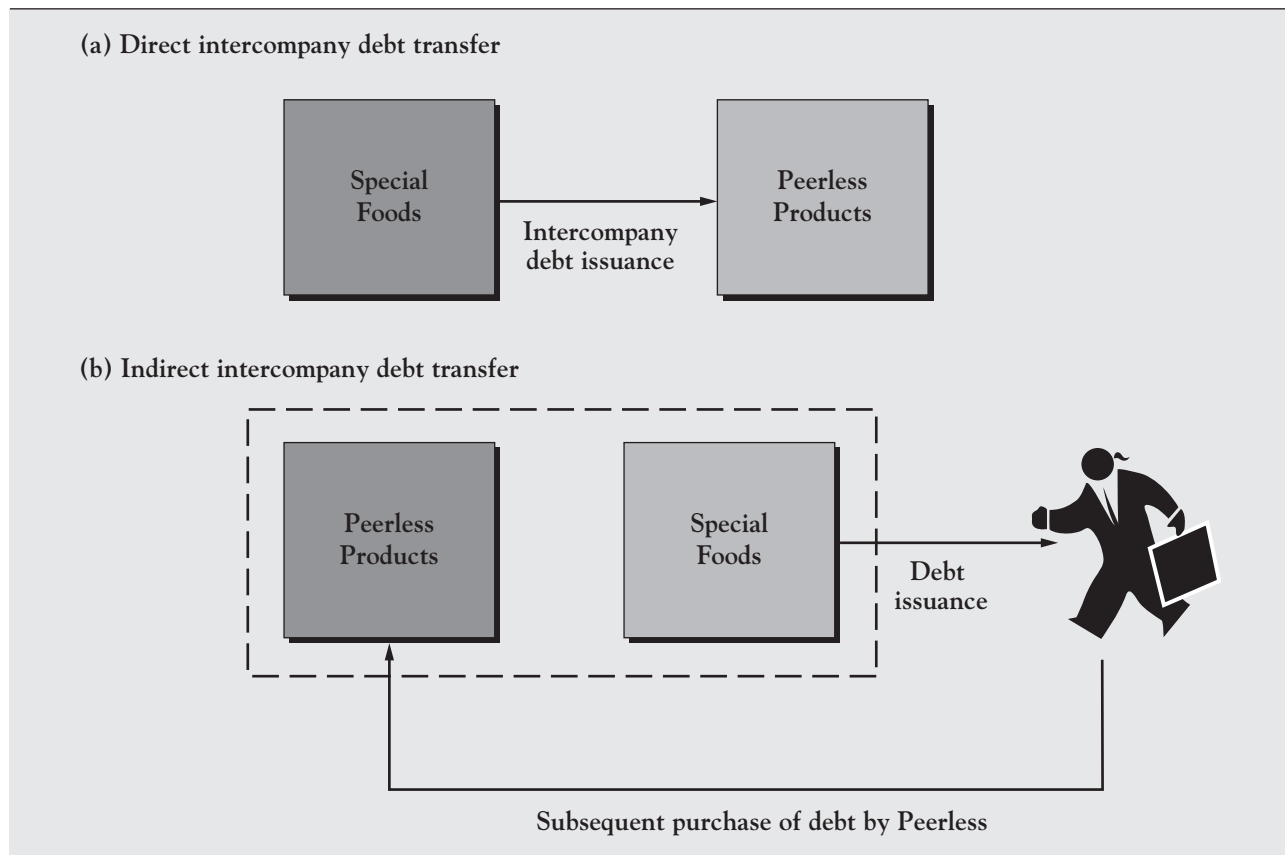 (a) Direct intercompany debt transfer
Special
Foods
Intercompany
debt issuance
Peerless
Products
(b) Indirect intercompany debt transfer
Peerless
Products
Special
Foods
Debt
issuance
Subsequent purchase of debt by Peerless